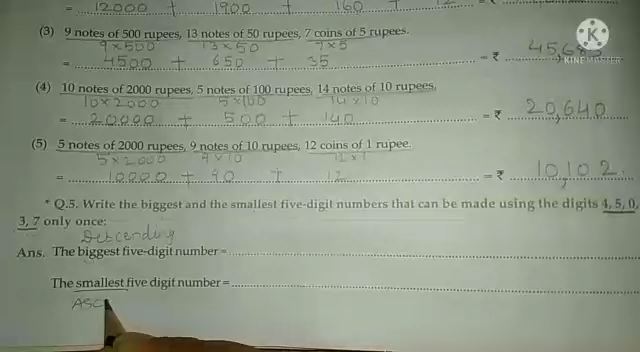 = 12000 + 1900 + 160 +
(3) 9 notes of 500 rupees, 13 notes of 50 rupees, 7 coins of 5 rupees.
9×500 13×50 7×5
= 4500 + 650 + 35 = ₹ 45,685
(4) 10 notes of 2000 rupees, 5 notes of 100 rupees, 14 notes of 10 rupees.
10×2000 5×100 14×10
= 20000 + 500 + 140 = ₹ 20,640
(5) 5 notes of 2000 rupees, 9 notes of 10 rupees, 12 coins of 1 rupee.
5×2000 9×10 12×1
= 10000 + 90 + 12 = ₹ 10,102.
* Q.5. Write the biggest and the smallest five-digit numbers that can be made using the digits 4, 5, 0,
3, 7 only once:
Descending
Ans. The biggest five-digit number=
The smallest five digit number=
ASC
K
KINEMASTER